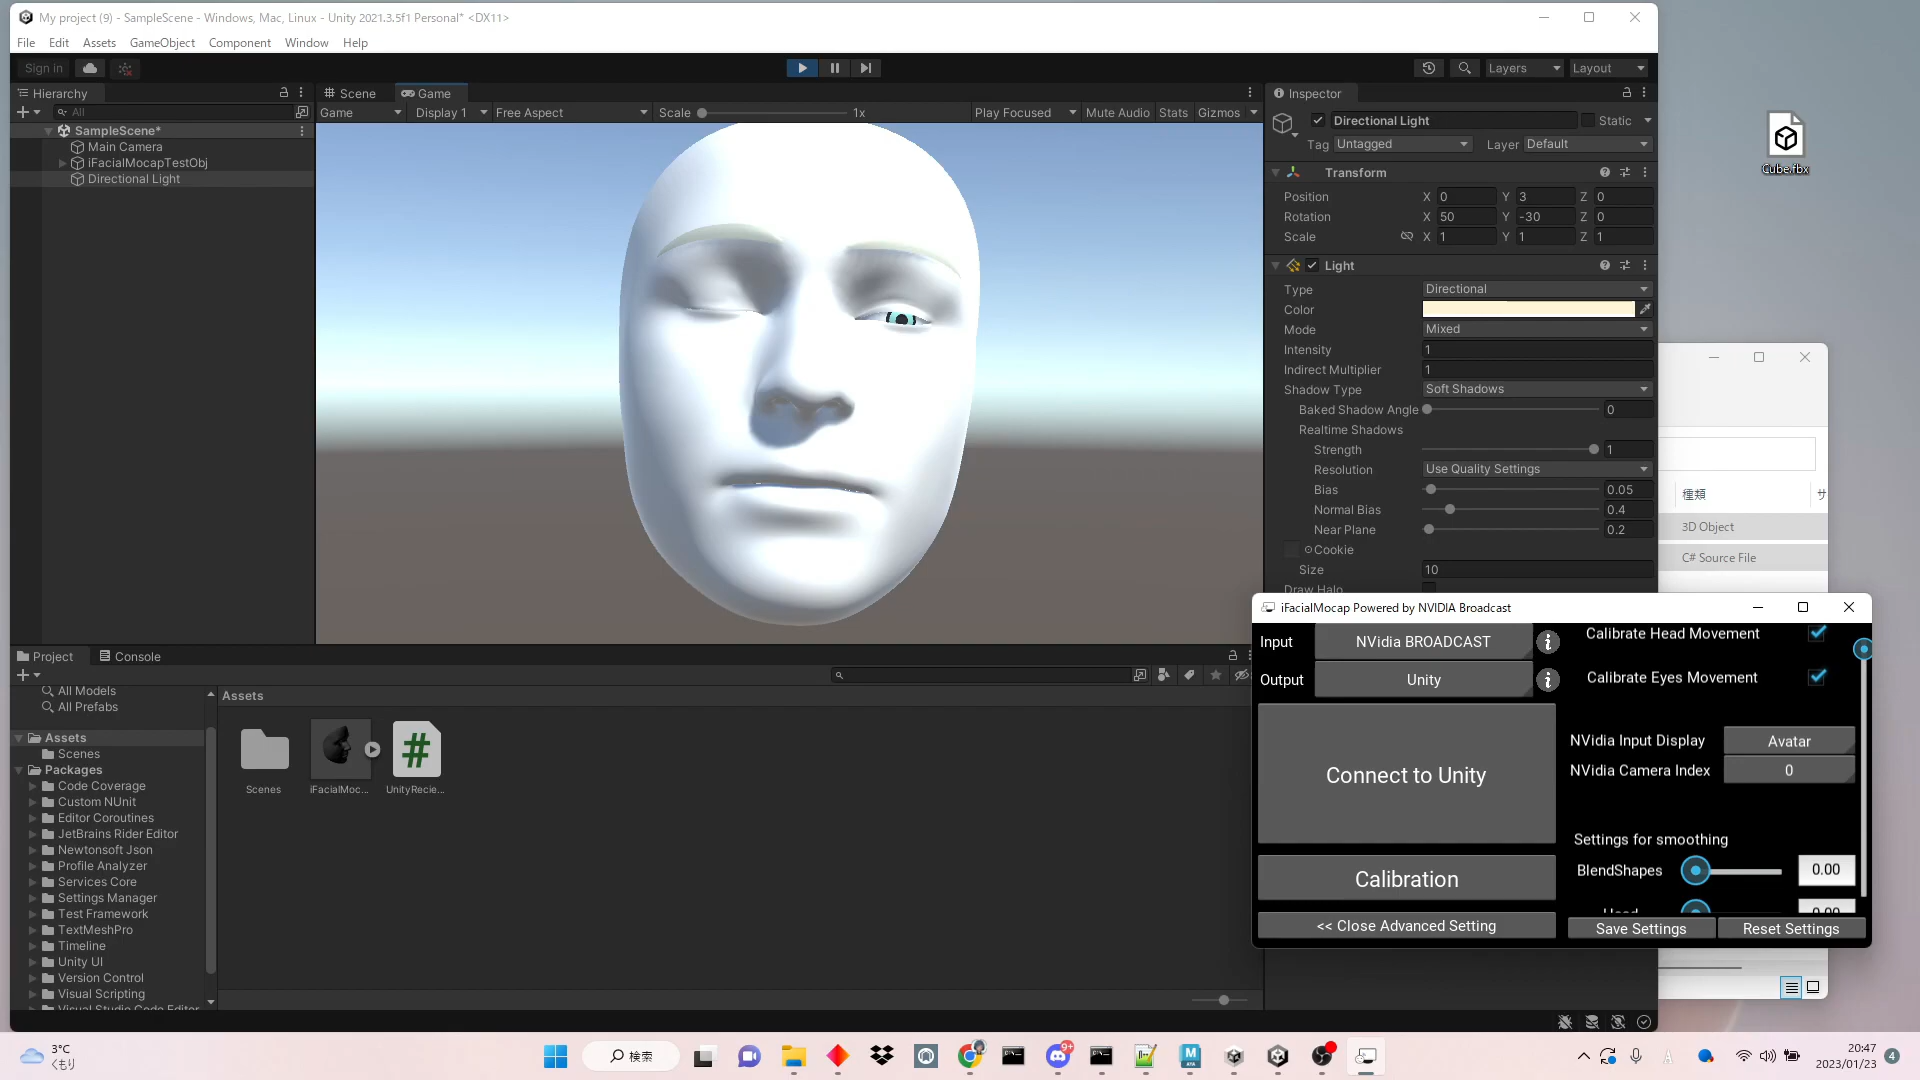 My project (9) - SampleScene - Windows, Mac, Linux - Unity 2021.3.5f1 Personal* <DX11>
File Edit Assets GameObject Component Window Help
Sign in
Layers
Layout
Hierarchy
All
SampleScene*
Main Camera
iFacialMocapTestObj
Directional Light
Scene
Game
Game
Display 1
Free Aspect
Scale
1x
Play Focused
Mute Audio
Stats
Gizmos
Inspector
Directional Light
Static
Tag Untagged
Layer Default
Transform
Position X 0 Y 3 Z 0
Rotation X 50 Y -30 Z 0
Scale X 1 Y 1 Z 1
Light
Type Directional
Color
Mode Mixed
Intensity 1
Indirect Multiplier 1
Shadow Type Soft Shadows
Baked Shadow Angle 0
Realtime Shadows
Strength 1
Resolution Use Quality Settings
Bias 0.05
Normal Bias 0.4
Near Plane 0.2
Cookie
Size 10
Draw Halo
Cube.fbx
種類
サ
3D Object
C# Source File
Project
Console
All Models
All Prefabs
Assets
Scenes
Packages
Code Coverage
Custom NUnit
Editor Coroutines
JetBrains Rider Editor
Newtonsoft Json
Profile Analyzer
Services Core
Settings Manager
Test Framework
TextMeshPro
Timeline
Unity UI
Version Control
Visual Scripting
Visual Studio Code Editor
Assets
Scenes
iFacialMoc...
#
UnityRecie...
iFacialMocap Powered by NVIDIA Broadcast
Input NVidia BROADCAST i
Output Unity i
Connect to Unity
Calibration
<< Close Advanced Setting
Calibrate Head Movement
Calibrate Eyes Movement
NVidia Input Display Avatar
NVidia Camera Index 0
Settings for smoothing
BlendShapes 0.00
Head 0.00
Save Settings
Reset Settings
3°C
くもり
検索
9+
A
20:47
2023/01/23
4